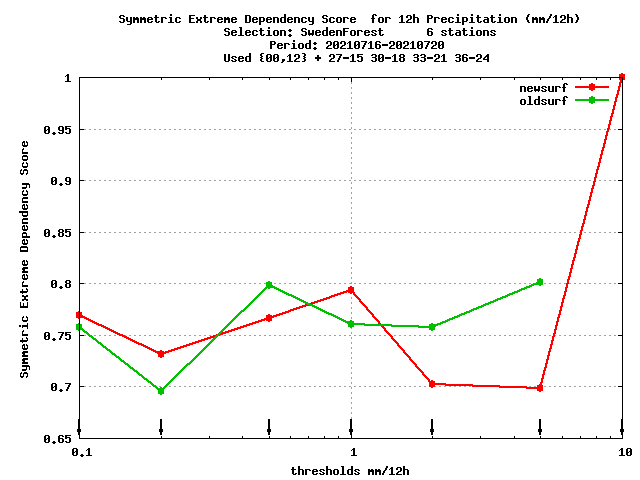 Symmetric Extreme Dependency Score  for 12h Precipitation (mm/12h)
Selection: SwedenForest      6 stations
Period: 20210716-20210720
Used {00,12} + 27-15 30-18 33-21 36-24
newsurf
oldsurf
1
0.95
0.9
0.85
0.8
0.75
0.7
0.65
Symmetric Extreme Dependency Score
0.1 1 10
thresholds mm/12h